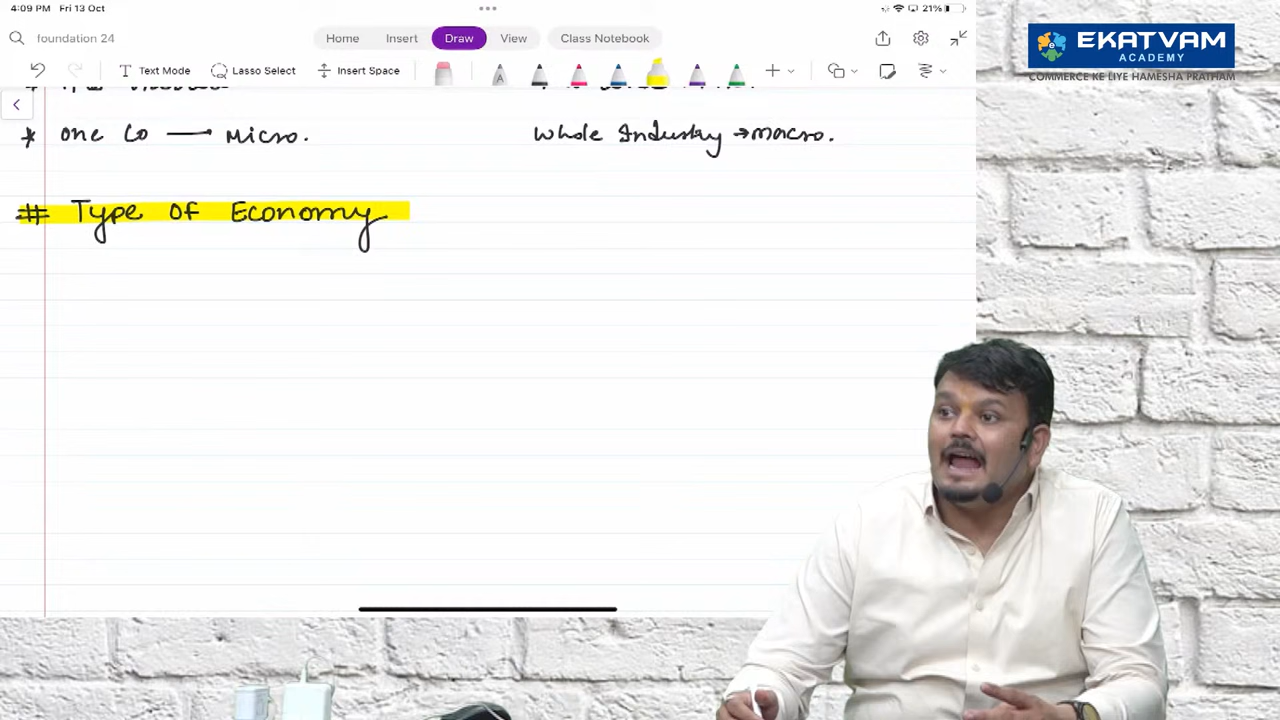 4:09 PM Fri 13 Oct
21%
foundation 24
Home Insert Draw View Class Notebook
Text Mode Lasso Select Insert Space
* One Co — Micro. Whole Industry → macro.
# Type Of Economy
EKATVAM
ACADEMY
COMMERCE KE LIYE HAMESHA PRATHAM